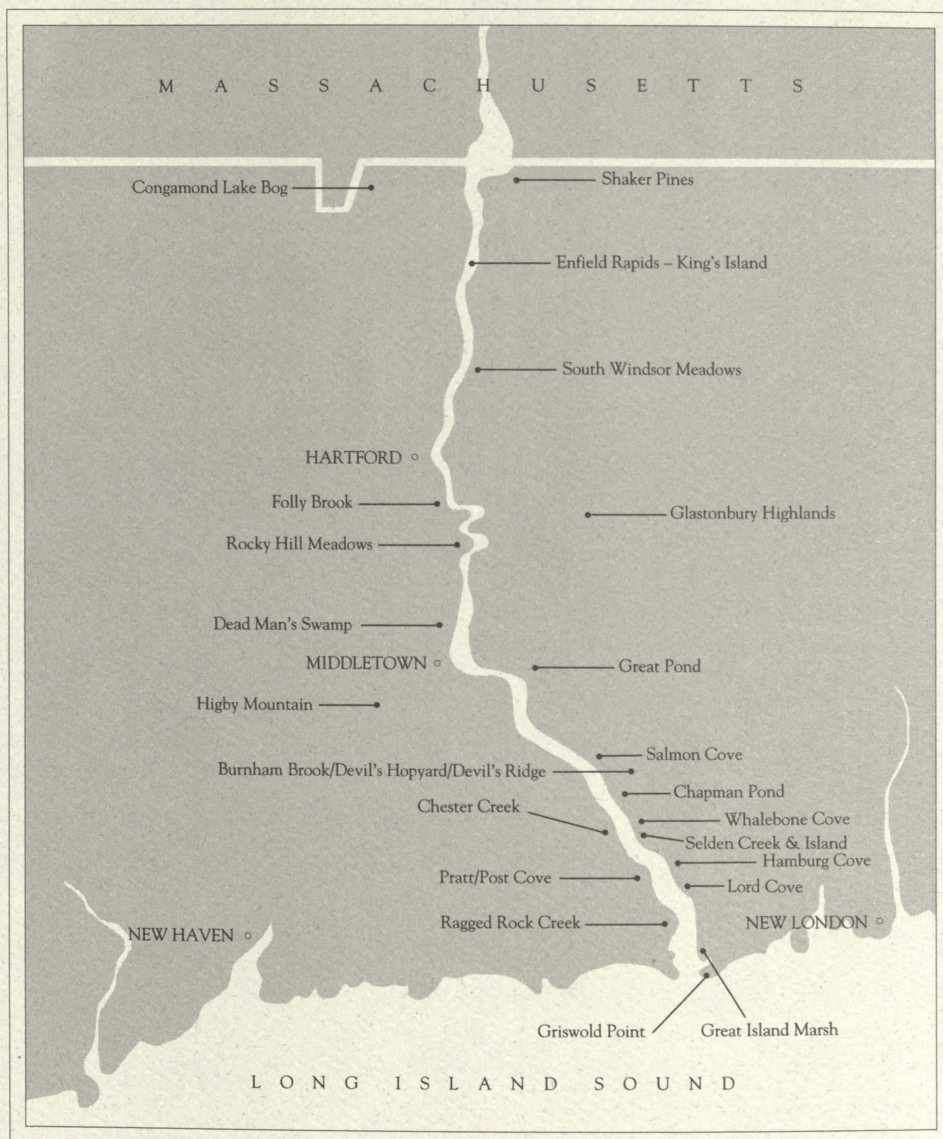 MASSACHUSETTS
Congamond Lake Bog
Shaker Pines
Enfield Rapids – King's Island
South Windsor Meadows
HARTFORD
Folly Brook
Glastonbury Highlands
Rocky Hill Meadows
Dead Man's Swamp
MIDDLETOWN
Great Pond
Higby Mountain
Salmon Cove
Burnham Brook/Devil's Hopyard/Devil's Ridge
Chapman Pond
Chester Creek
Whalebone Cove
Selden Creek & Island
Hamburg Cove
Pratt/Post Cove
Lord Cove
Ragged Rock Creek
NEW LONDON
NEW HAVEN
Griswold Point
Great Island Marsh
LONG ISLAND SOUND